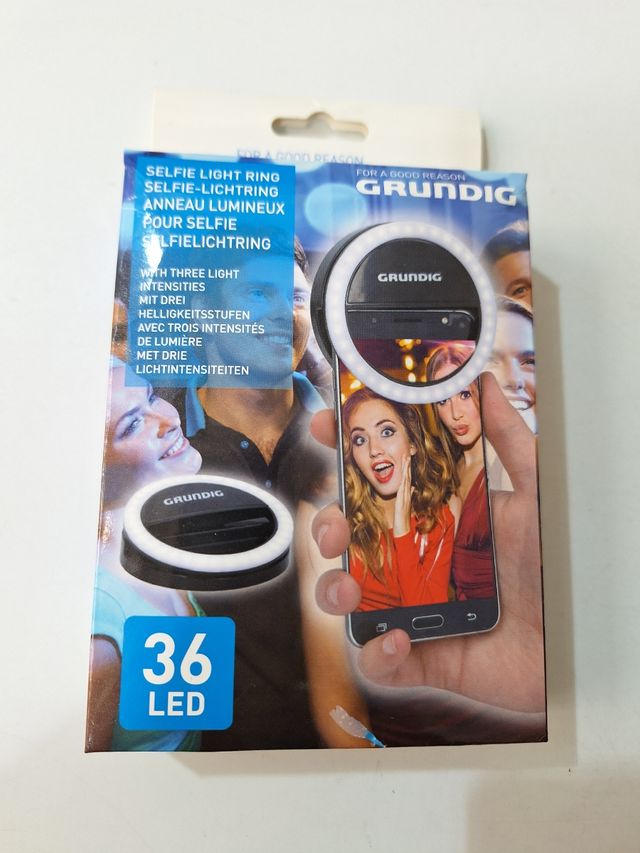 FOR A GOOD REASON
SELFIE LIGHT RING
SELFIE-LICHTRING
ANNEAU LUMINEUX
POUR SELFIE
SELFIELICHTRING
WITH THREE LIGHT
INTENSITIES
MIT DREI
HELLIGKEITSSTUFEN
AVEC TROIS INTENSITÉS
DE LUMIÈRE
MET DRIE
LICHTINTENSITEITEN
FOR A GOOD REASON
GRUNDIG
GRUNDIG
GRUNDIG
36
LED